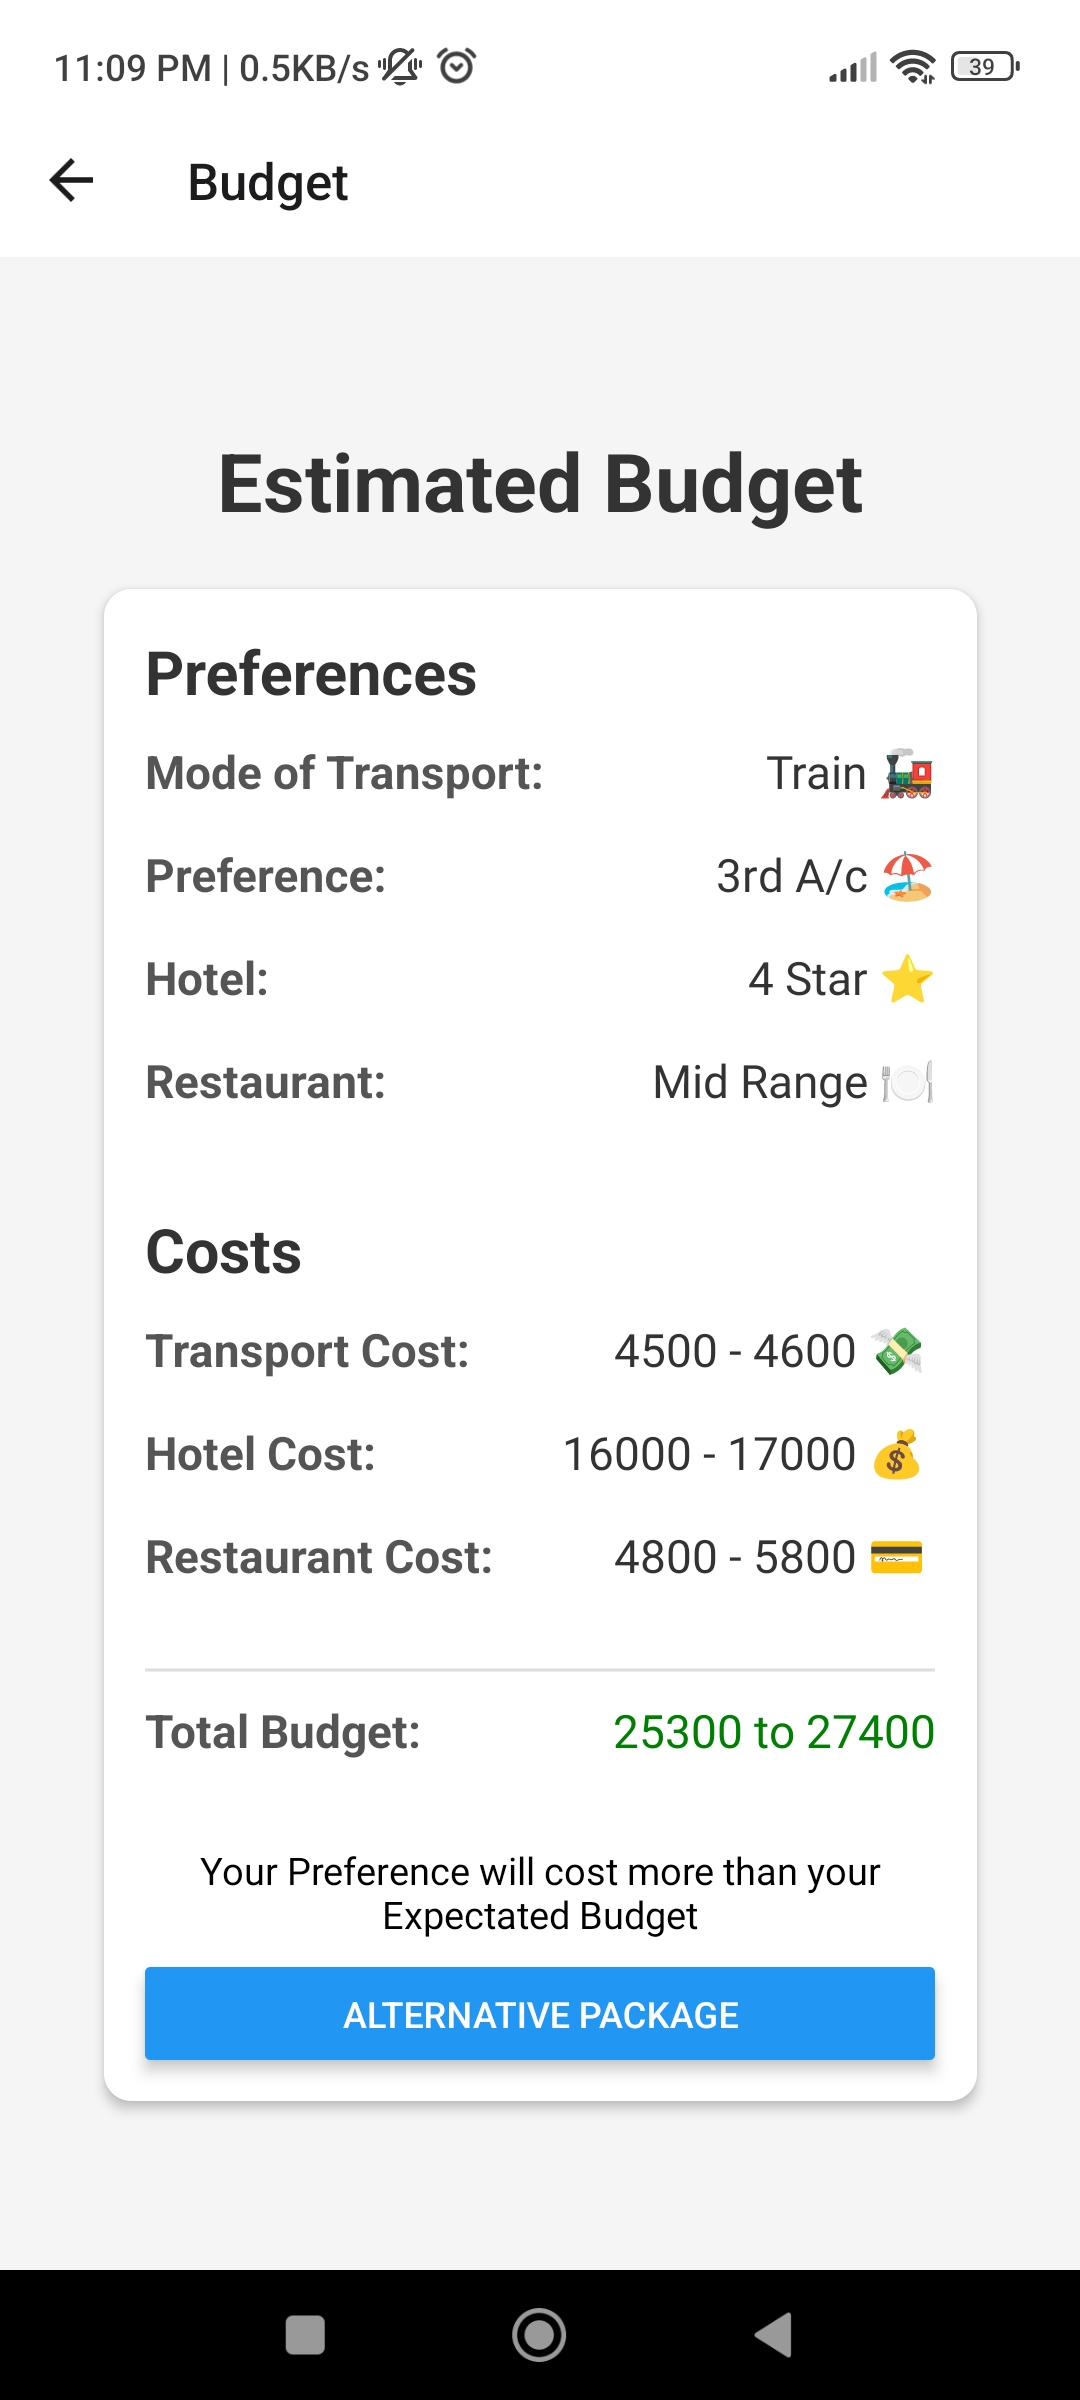 11:09 PM | 0.5KB/s
39
Budget
Estimated Budget
Preferences
Mode of Transport: Train 🚂
Preference: 3rd A/c 🏖️
Hotel: 4 Star ⭐
Restaurant: Mid Range 🍽️
Costs
Transport Cost: 4500 - 4600 💸
Hotel Cost: 16000 - 17000 💰
Restaurant Cost: 4800 - 5800 💳
Total Budget: 25300 to 27400
Your Preference will cost more than your
Expectated Budget
ALTERNATIVE PACKAGE